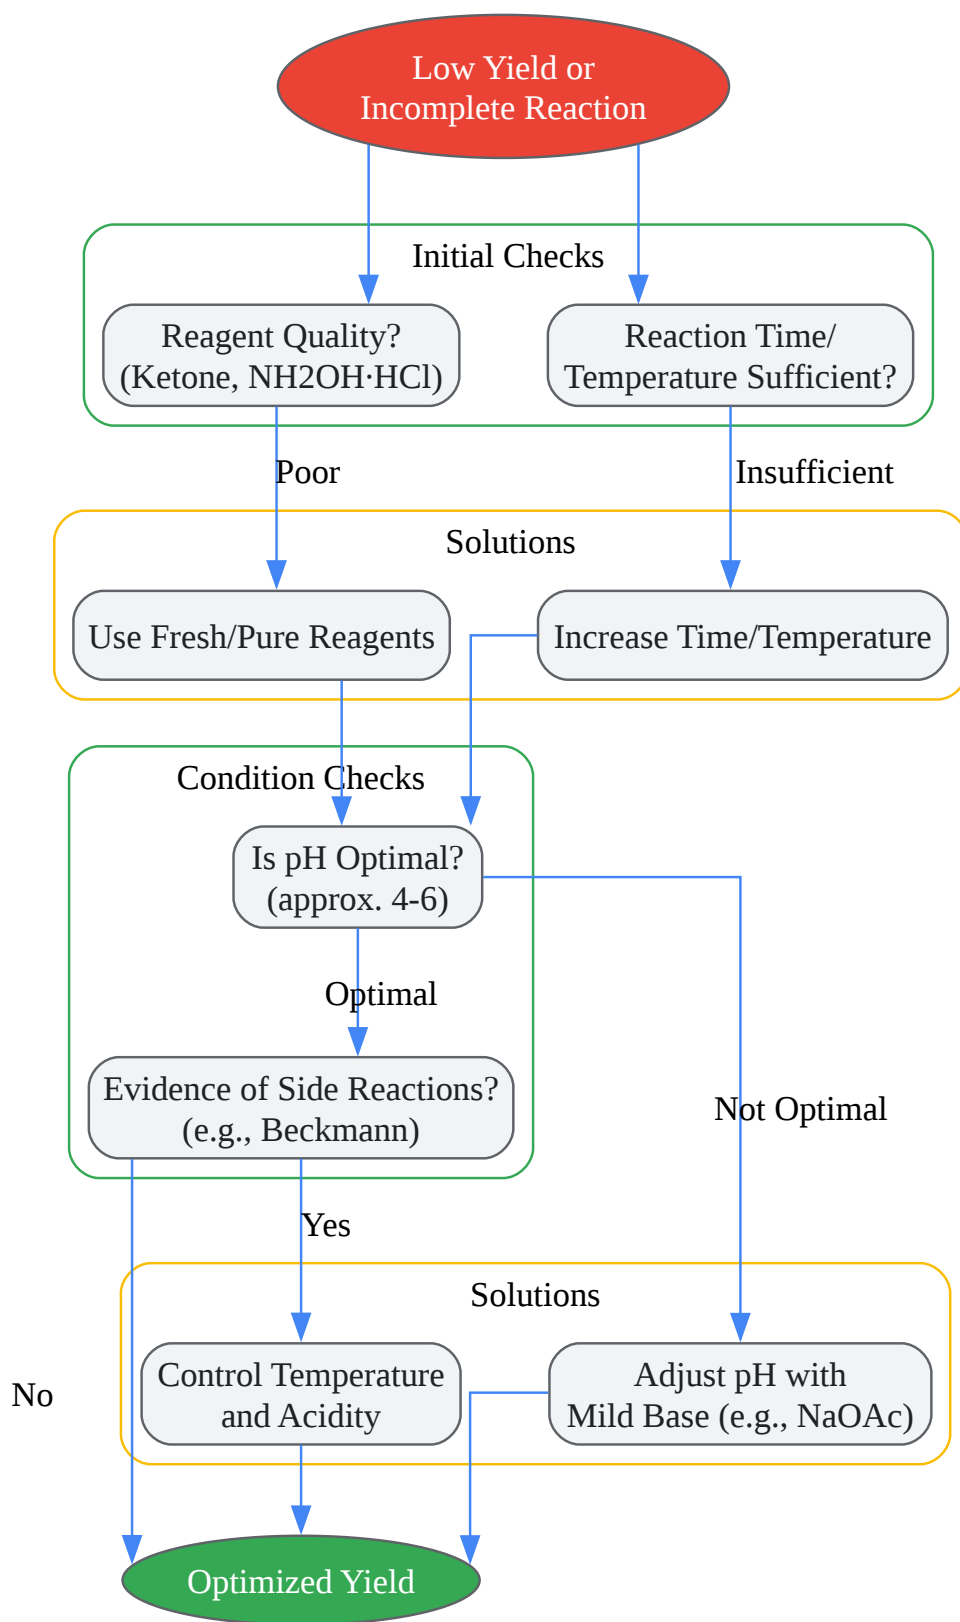 Low Yield or
Incomplete Reaction
Initial Checks
Reagent Quality?
(Ketone, NH2OH·HCl)
Reaction Time/
Temperature Sufficient?
Poor
Insufficient
Solutions
Use Fresh/Pure Reagents
Increase Time/Temperature
Condition Checks
Is pH Optimal?
(approx. 4-6)
Optimal
Evidence of Side Reactions?
(e.g., Beckmann)
Not Optimal
Yes
Solutions
Control Temperature
and Acidity
Adjust pH with
Mild Base (e.g., NaOAc)
No
Optimized Yield